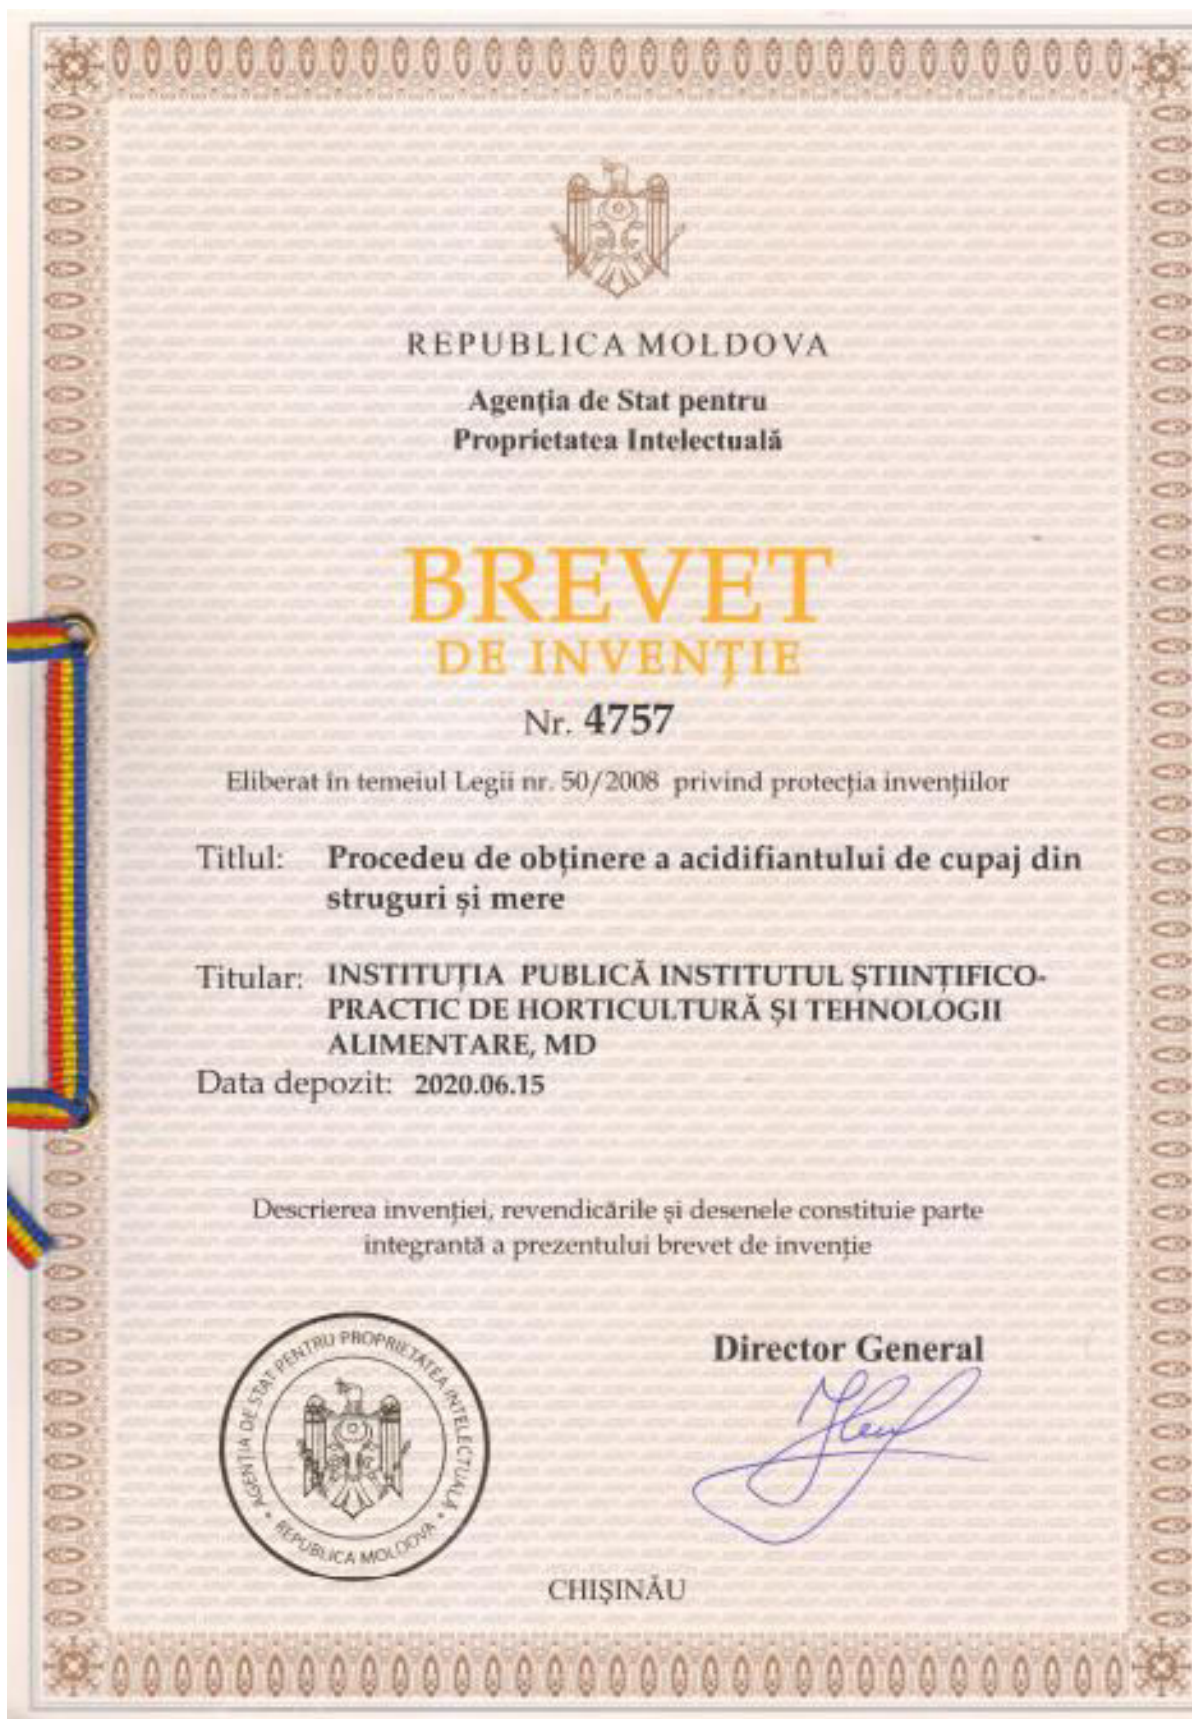 REPUBLICA MOLDOVA
Agenția de Stat pentru
Proprietatea Intelectuală
BREVET
DE INVENȚIE
Nr. 4757
Eliberat în temeiul Legii nr. 50/2008 privind protecția invențiilor
Titlul: Procedeu de obținere a acidifiantului de cupaj din
struguri și mere
Titular: INSTITUȚIA PUBLICĂ INSTITUTUL ȘTIINȚIFICO-
PRACTIC DE HORTICULTURĂ ȘI TEHNOLOGII
ALIMENTARE, MD
Data depozit: 2020.06.15
Descrierea invenției, revendicările și desenele constituie parte
integrantă a prezentului brevet de invenție
Director General
AGENȚIA DE STAT PENTRU PROPRIETATEA INTELECTUALĂ
REPUBLICA MOLDOVA
CHIȘINĂU